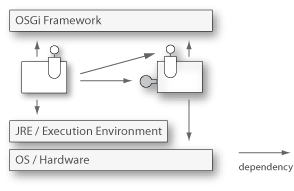 OSGi Framework
JRE / Execution Environment
OS / Hardware
dependency